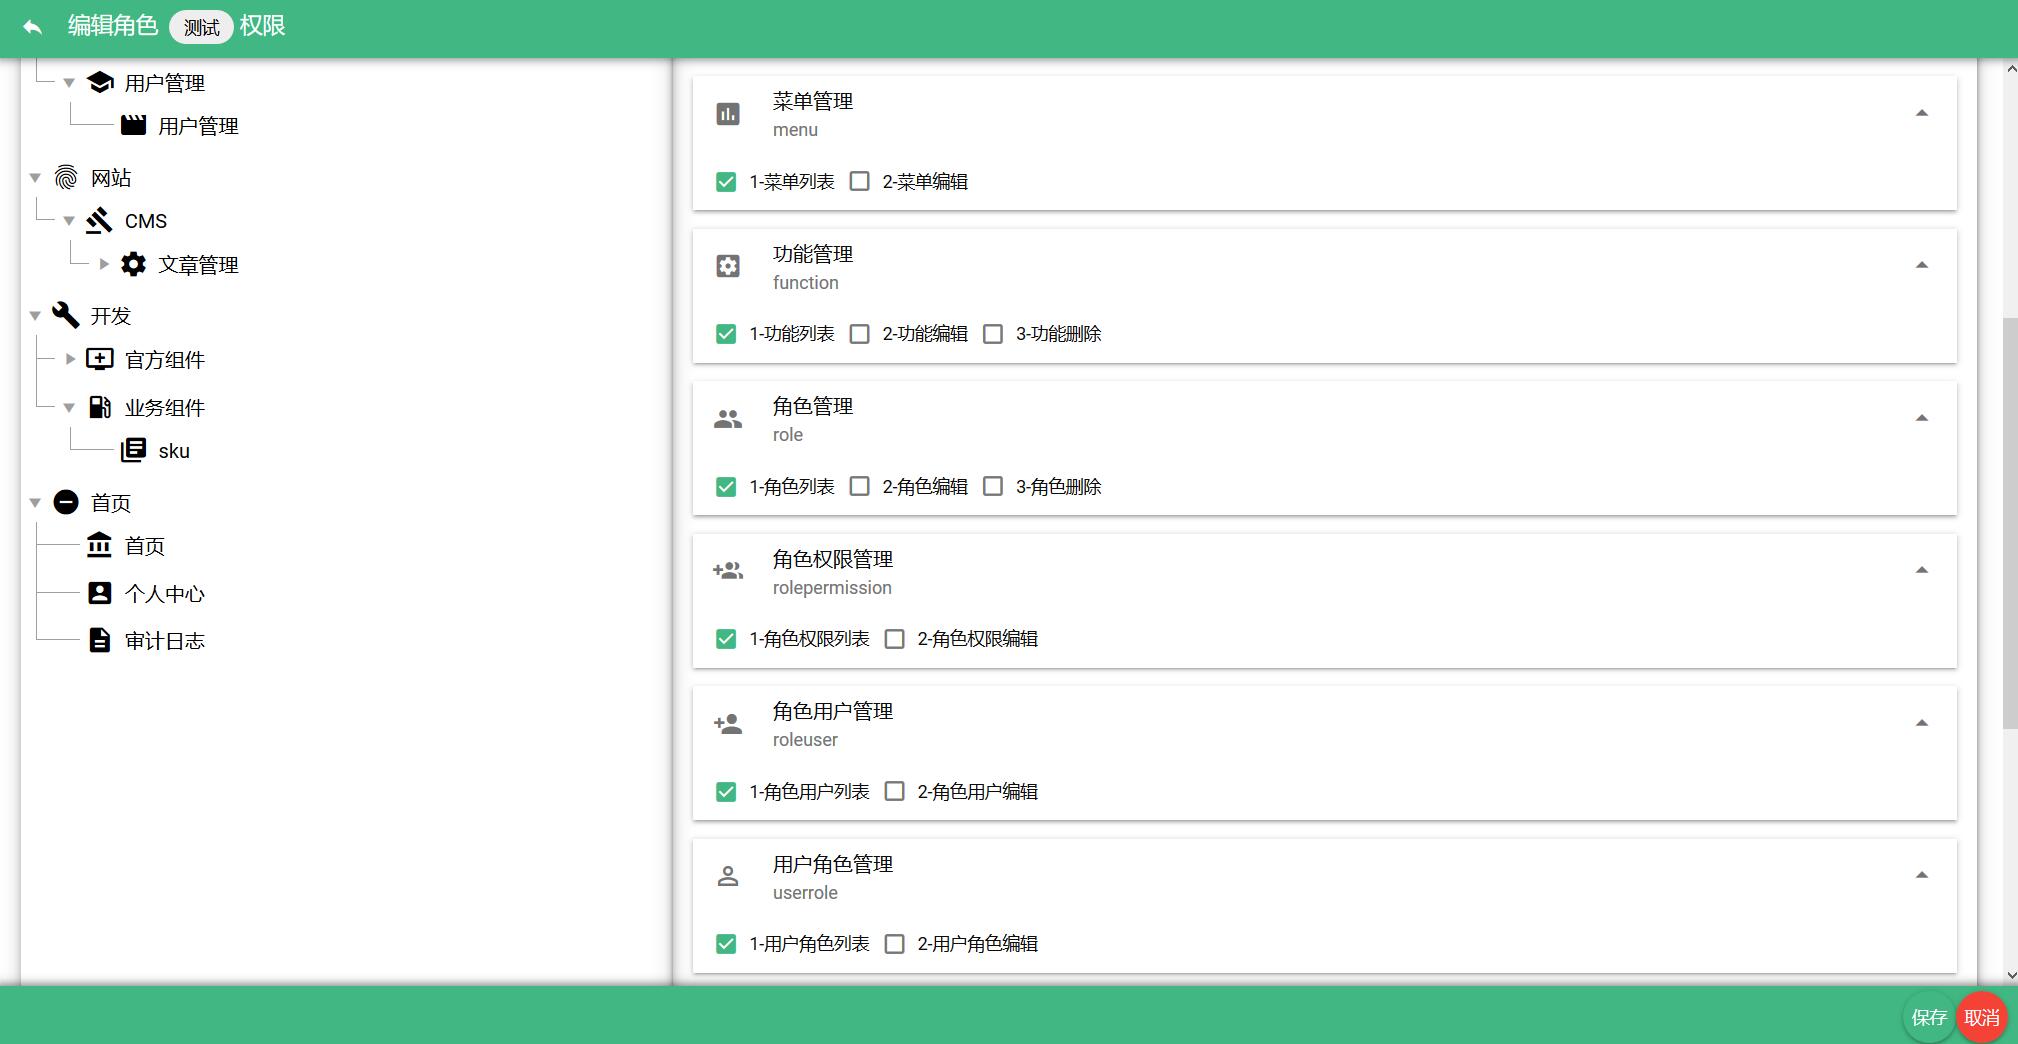 编辑角色 测试 权限
用户管理
用户管理
网站
CMS
文章管理
开发
官方组件
业务组件
sku
首页
首页
个人中心
审计日志
菜单管理
menu
1-菜单列表 2-菜单编辑
功能管理
function
1-功能列表 2-功能编辑 3-功能删除
角色管理
role
1-角色列表 2-角色编辑 3-角色删除
角色权限管理
rolepermission
1-角色权限列表 2-角色权限编辑
角色用户管理
roleuser
1-角色用户列表 2-角色用户编辑
用户角色管理
userrole
1-用户角色列表 2-用户角色编辑
保存 取消